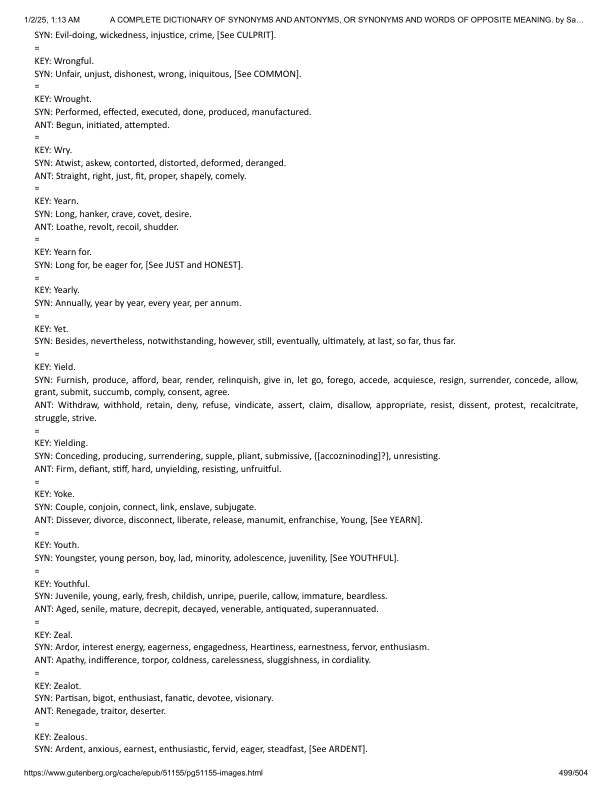 1/2/25, 1:13 AM A COMPLETE DICTIONARY OF SYNONYMS AND ANTONYMS, OR SYNONYMS AND WORDS OF OPPOSITE MEANING. by Sa…
SYN: Evil-doing, wickedness, injustice, crime, [See CULPRIT].
=
KEY: Wrongful.
SYN: Unfair, unjust, dishonest, wrong, iniquitous, [See COMMON].
=
KEY: Wrought.
SYN: Performed, effected, executed, done, produced, manufactured.
ANT: Begun, initiated, attempted.
=
KEY: Wry.
SYN: Atwist, askew, contorted, distorted, deformed, deranged.
ANT: Straight, right, just, fit, proper, shapely, comely.
=
KEY: Yearn.
SYN: Long, hanker, crave, covet, desire.
ANT: Loathe, revolt, recoil, shudder.
=
KEY: Yearn for.
SYN: Long for, be eager for, [See JUST and HONEST].
=
KEY: Yearly.
SYN: Annually, year by year, every year, per annum.
=
KEY: Yet.
SYN: Besides, nevertheless, notwithstanding, however, still, eventually, ultimately, at last, so far, thus far.
=
KEY: Yield.
SYN: Furnish, produce, afford, bear, render, relinquish, give in, let go, forego, accede, acquiesce, resign, surrender, concede, allow,
grant, submit, succumb, comply, consent, agree.
ANT: Withdraw, withhold, retain, deny, refuse, vindicate, assert, claim, disallow, appropriate, resist, dissent, protest, recalcitrate,
struggle, strive.
=
KEY: Yielding.
SYN: Conceding, producing, surrendering, supple, pliant, submissive, {[accozninoding]?}, unresisting.
ANT: Firm, defiant, stiff, hard, unyielding, resisting, unfruitful.
=
KEY: Yoke.
SYN: Couple, conjoin, connect, link, enslave, subjugate.
ANT: Dissever, divorce, disconnect, liberate, release, manumit, enfranchise, Young, [See YEARN].
=
KEY: Youth.
SYN: Youngster, young person, boy, lad, minority, adolescence, juvenility, [See YOUTHFUL].
=
KEY: Youthful.
SYN: Juvenile, young, early, fresh, childish, unripe, puerile, callow, immature, beardless.
ANT: Aged, senile, mature, decrepit, decayed, venerable, antiquated, superannuated.
=
KEY: Zeal.
SYN: Ardor, interest energy, eagerness, engagedness, Heartiness, earnestness, fervor, enthusiasm.
ANT: Apathy, indifference, torpor, coldness, carelessness, sluggishness, in cordiality.
=
KEY: Zealot.
SYN: Partisan, bigot, enthusiast, fanatic, devotee, visionary.
ANT: Renegade, traitor, deserter.
=
KEY: Zealous.
SYN: Ardent, anxious, earnest, enthusiastic, fervid, eager, steadfast, [See ARDENT].
https://www.gutenberg.org/cache/epub/51155/pg51155-images.html 499/504